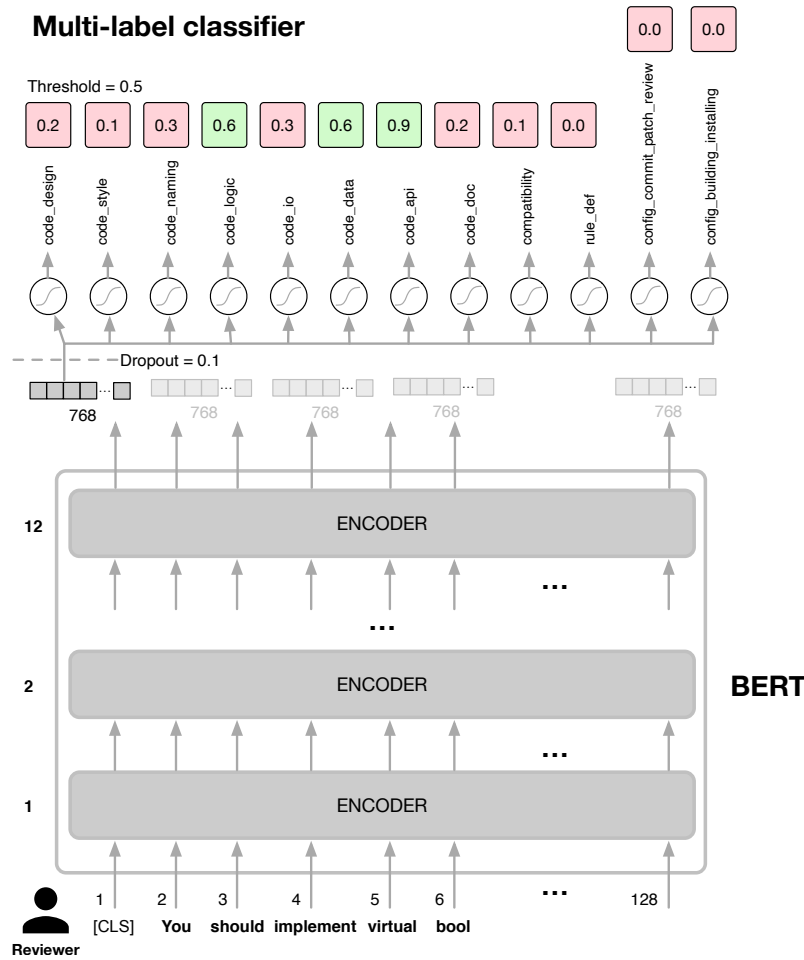 Multi-label classifier
0.0 0.0
Threshold = 0.5
0.2 0.1 0.3 0.6 0.3 0.6 0.9 0.2 0.1 0.0
code_design
code_style
code_naming
code_logic
code_io
code_data
code_api
code_doc
compatibility
rule_def
config_commit_patch_review
config_building_installing
Dropout = 0.1
... ... ... ... ...
768 768 768 768 768
12 ENCODER
...
...
2 ENCODER
BERT
...
1 ENCODER
1 2 3 4 5 6 ... 128
[CLS] You should implement virtual bool
Reviewer